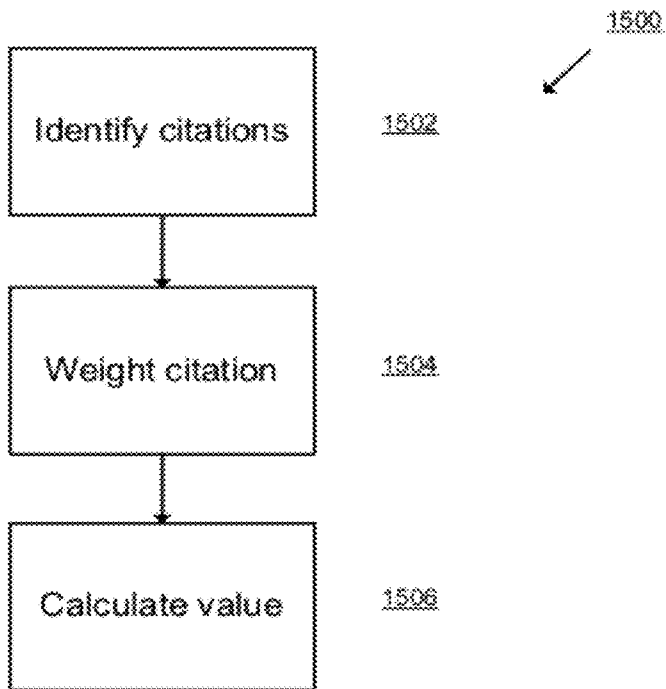 1500
Identify citations
1502
Weight citation
1504
Calculate value
1506